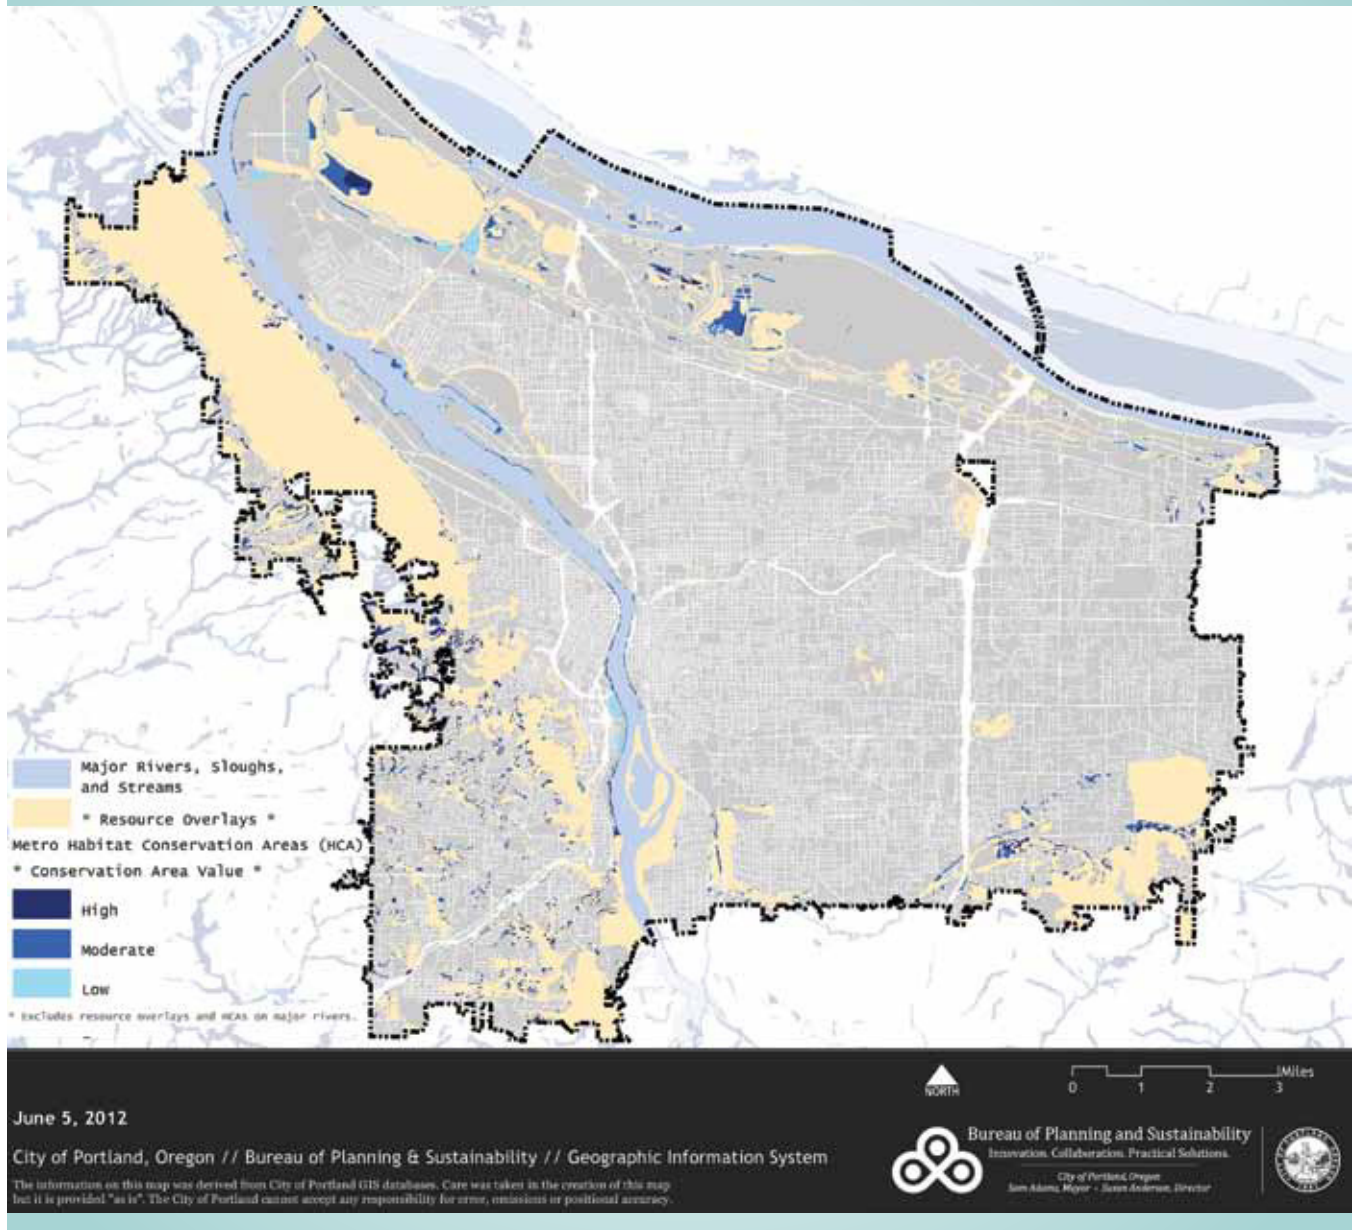 Major Rivers, Sloughs,
and Streams
* Resource Overlays *
Metro Habitat Conservation Areas (HCA)
* Conservation Area Value *
High
Moderate
Low
* Excludes resource overlays and HCAs on major rivers.
NORTH
Miles
0 1 2 3
June 5, 2012
City of Portland, Oregon // Bureau of Planning & Sustainability // Geographic Information System
The information on this map was derived from City of Portland GIS databases. Care was taken in the creation of this map
but it is provided "as is". The City of Portland cannot accept any responsibility for error, omissions or positional accuracy.
Bureau of Planning and Sustainability
Innovation. Collaboration. Practical Solutions.
City of Portland, Oregon
Sam Adams, Mayor • Susan Anderson, Director